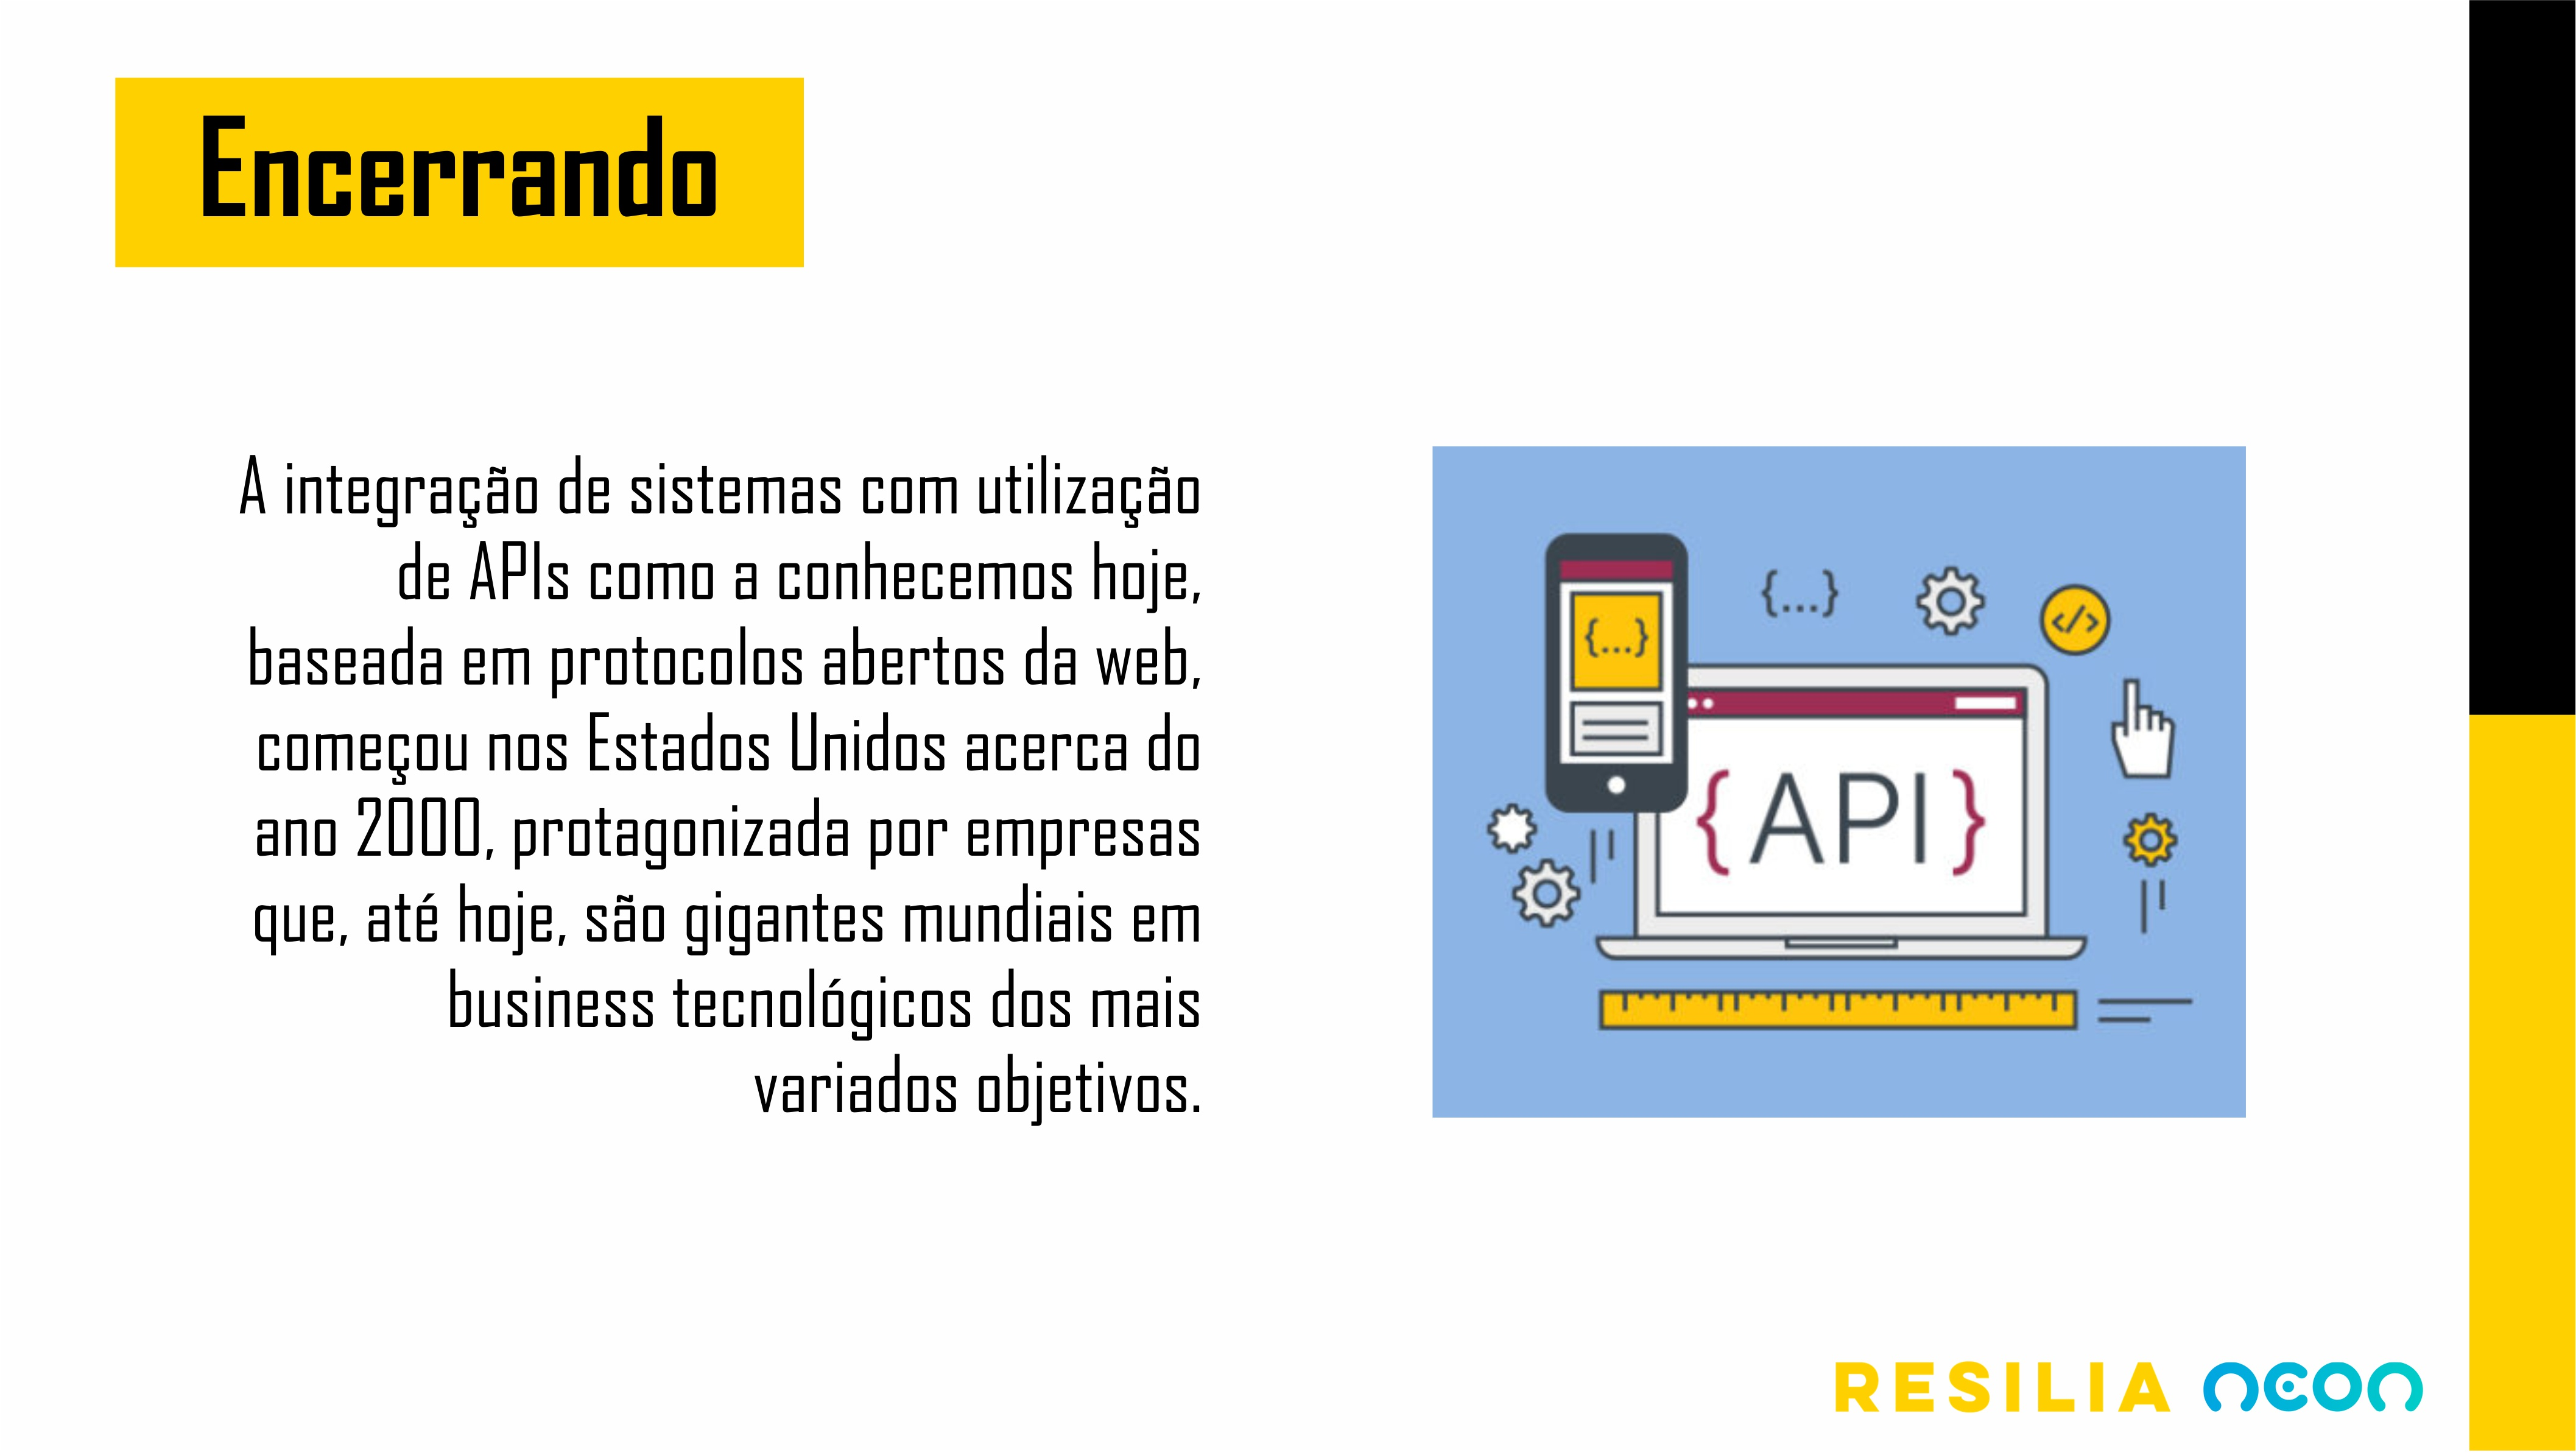 Encerrando
A integração de sistemas com utilização
de APIs como a conhecemos hoje,
baseada em protocolos abertos da web,
começou nos Estados Unidos acerca do
ano 2000, protagonizada por empresas
que, até hoje, são gigantes mundiais em
business tecnológicos dos mais
variados objetivos.
{...}
{...}
</>
{API}
RESILIA neon